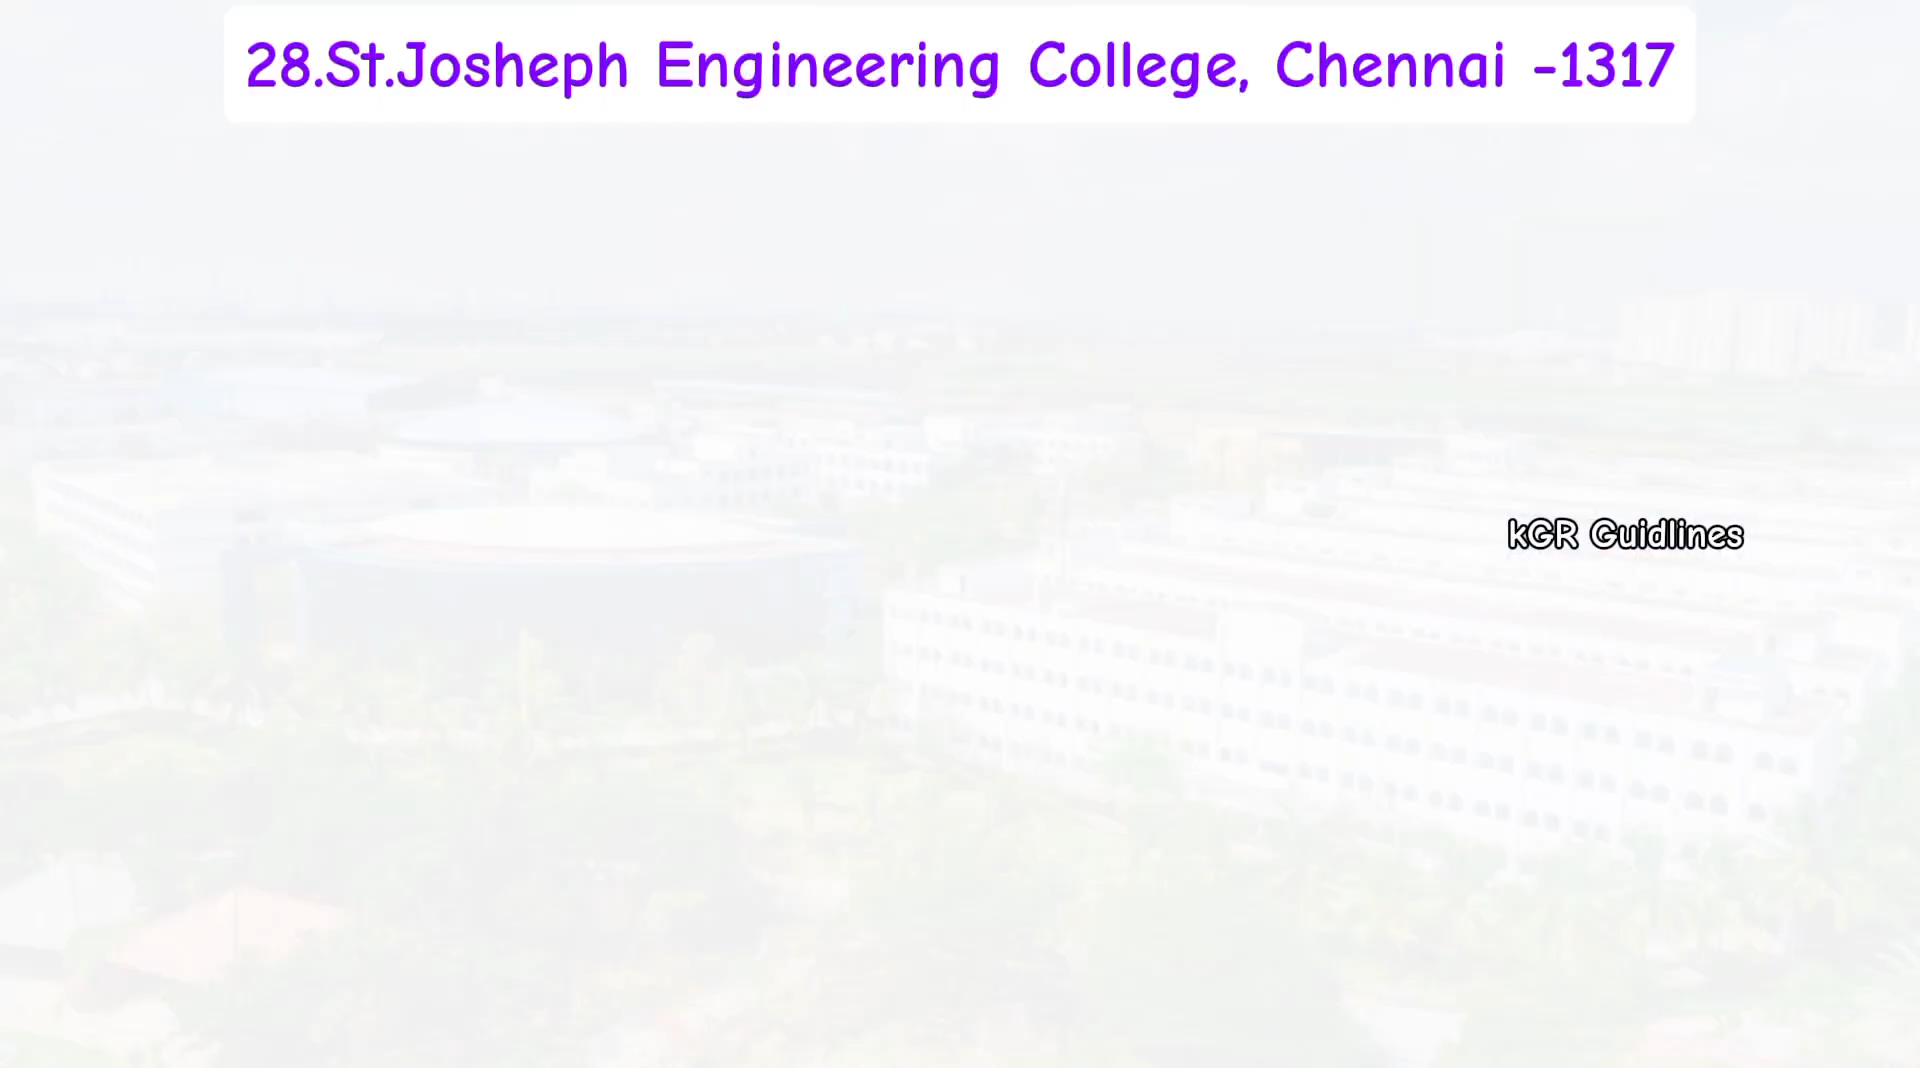 28.St.Josheph Engineering College, Chennai -1317
kGR Guidlines